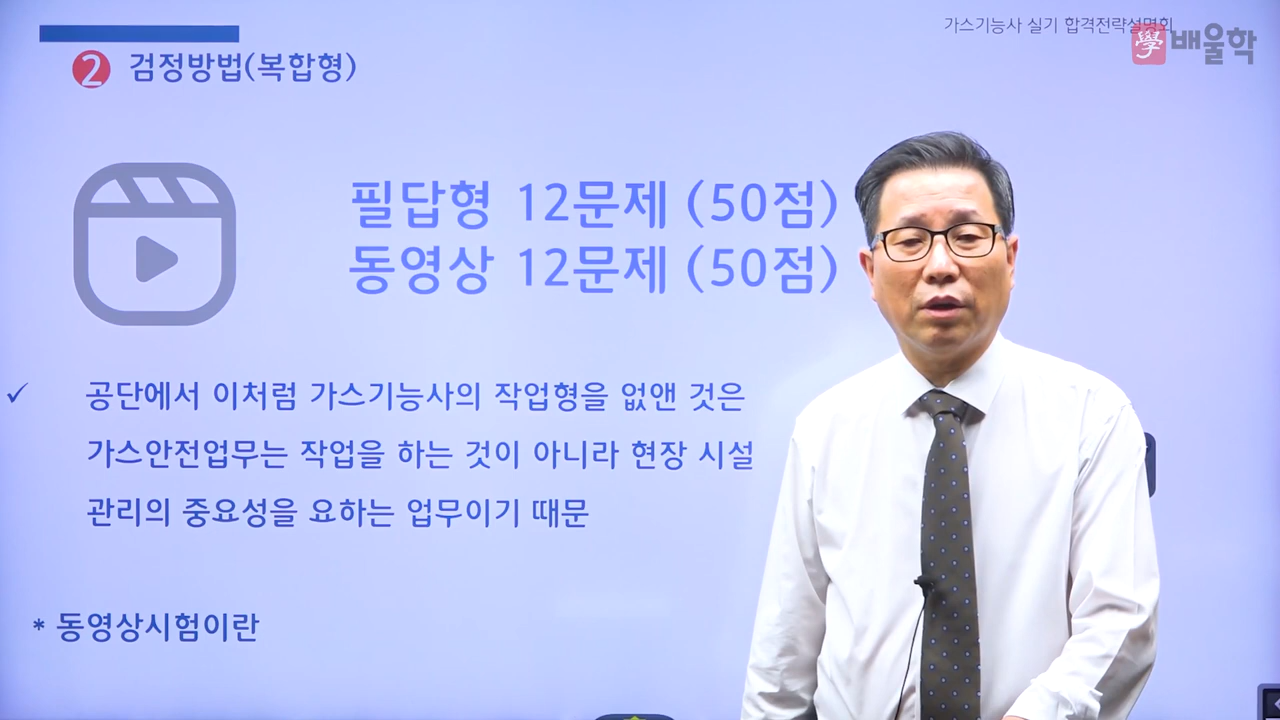 가스기능사 실기 합격전략설명회
學 배울학
2 검정방법(복합형)
필답형 12문제 (50점)
동영상 12문제 (50점)
✓ 공단에서 이처럼 가스기능사의 작업형을 없앤 것은
가스안전업무는 작업을 하는 것이 아니라 현장 시설
관리의 중요성을 요하는 업무이기 때문
* 동영상시험이란